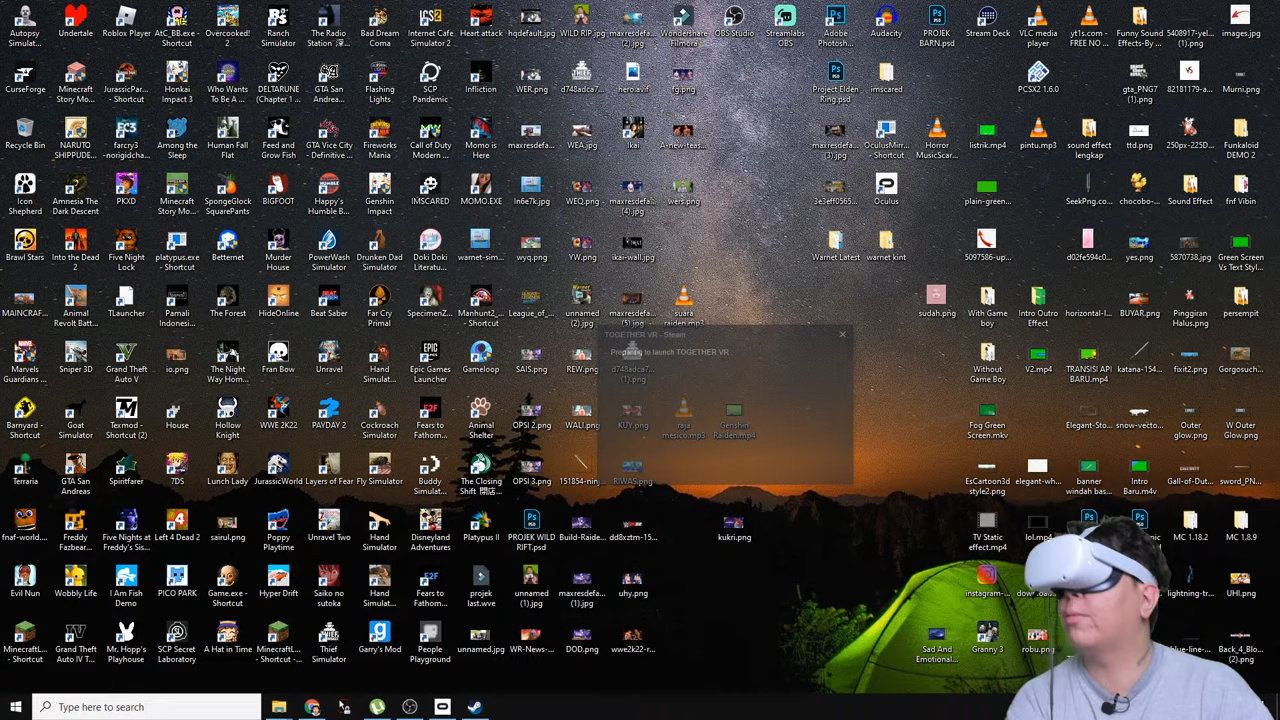 Autopsy Simulat...
Undertale
Roblox Player
AtC_BB.exe - Shortcut
Overcooked! 2
Ranch Simulator
The Radio Station
Bad Dream Coma
Internet Cafe Simulator 2
Heart attack
hqdefault.jpg
WILD RIP.jpg
maxresdefa... (2).jpg
Wondershare Filmora
OBS Studio
Streamlabs OBS
Adobe Photosh...
Audacity
PROJEK BARN.psd
Stream Deck
VLC media player
yt1s.com - FREE NO ...
Funny Sound Effects-By ...
5408917-yel... (1).png
images.jpg
CurseForge
Minecraft Story Mo...
JurassicPar... - Shortcut
Honkai Impact 3
Who Wants To Be A ...
DELTARUNE (Chapter 1 ...
GTA San Andrea...
Flashing Lights
SCP Pandemic
Infliction
WER.png
d748adca7...
hero.avif
fg.png
Project Elden Ring.psd
imscared
PCSX2 1.6.0
gta_PNG7 (1).png
82181179-a...
Murni.png
Recycle Bin
NARUTO SHIPPUDE...
farcry3 -norigidcha...
Among the Sleep
Human Fall Flat
Feed and Grow Fish
GTA Vice City - Definitive ...
Fireworks Mania
Call of Duty Modern ...
Momo is Here
maxresdefa...
WEA.jpg
Ikai
A-new-teas...
maxresdefa... (3).jpg
OculusMirr... - Shortcut
Horror MusicScar...
listrik.mp4
pintu.mp3
sound effect lengkap
ttd.png
250px-225D...
Funkaloid DEMO 2
Icon Shepherd
Amnesia The Dark Descent
PKXD
Minecraft Story Mo...
SpongeGlock SquarePants
BIGFOOT
Happy's Humble B...
Genshin Impact
IMSCARED
MOMO.EXE
ln6e7k.jpg
WEQ.png
maxresdefa... (4).jpg
wers.png
3e3eff0565...
Oculus
plain-green...
SeekPng.co...
chocobo-...
Sound Effect
fnf Vibin
Brawl Stars
Into the Dead 2
Five Night Lock
platypus.exe - Shortcut
Betternet
Murder House
PowerWash Simulator
Drunken Dad Simulator
Doki Doki Literatu...
warnet-sim...
wyq.png
YW.png
ikai-wall.jpg
Warnet Latest
warnet kint
5097586-up...
d02fe594c0...
yes.png
5870738.jpg
Green Screen Vs Text Styl...
MAINCRAF...
Animal Revolt Batt...
TLauncher
Pamali Indonesi...
The Forest
HideOnline
Beat Saber
Far Cry Primal
SpecimenZ...
Manhunt2_... - Shortcut
League_of_...
unnamed (2).jpg
maxresdefa... (5).jpg
suara raiden.mp3
sudah.png
With Game boy
Intro Outro Effect
horizontal-l...
BUYAR.png
Pinggiran Halus.png
persempit
TOGETHER VR - Steam
Preparing to launch TOGETHER VR...
Marvels Guardians ...
Sniper 3D
Grand Theft Auto V
io.png
The Night Way Hom...
Fran Bow
Unravel
Hand Simulat...
Epic Games Launcher
Gameloop
SAIS.png
REW.png
d748adca7... (1).png
Without Game Boy
V2.mp4
TRANSISI API BARU.mp4
katana-154...
fixit2.png
Gorgosuch...
Barnyard - Shortcut
Goat Simulator
Texmod - Shortcut (2)
House
Hollow Knight
WWE 2K22
PAYDAY 2
Cockroach Simulator
Fears to Fathom...
Animal Shelter
OPSI 2.png
WALI.png
KUY.png
raja mesico.mp3
Genshin Raiden.mp4
Fog Green Screen.mkv
Elegant-Sto...
snow-vecto...
Outer glow.png
W Outer Glow.png
Terraria
GTA San Andreas
Spiritfarer
7DS
Lunch Lady
JurassicWorld
Layers of Fear
Fly Simulator
Buddy Simulat...
The Closing Shift
OPSI 3.png
151854-ninj...
RIWAS.png
EsCartoon3d style2.png
elegant-wh...
banner windah bas...
Intro Baru.m4v
Call-of-Dut...
sword_PN...
fnaf-world...
Freddy Fazbear...
Five Nights at Freddy's Sis...
Left 4 Dead 2
sairul.png
Poppy Playtime
Unravel Two
Hand Simulat...
Disneyland Adventures
Platypus II
PROJEK WILD RIFT.psd
Build-Raide...
dd8xztm-15...
kukri.png
TV Static effect.mp4
lol.mp4
MC 1.18.2
MC 1.8.9
Evil Nun
Wobbly Life
I Am Fish Demo
PICO PARK
Game.exe - Shortcut
Hyper Drift
Saiko no sutoka
Hand Simulat...
Fears to Fathom...
projek last.wve
unnamed (1).jpg
maxresdefa... (1).jpg
uhy.png
instagram-...
lightning-tr...
UHI.png
MinecraftL... - Shortcut
Grand Theft Auto IV T...
Mr. Hopp's Playhouse
SCP Secret Laboratory
A Hat in Time
MinecraftL... - Shortcut
Thief Simulator
Garry's Mod
People Playground
unnamed.jpg
WR-News-...
DOD.png
wwe2k22-r...
Sad And Emotional...
Granny 3
robu.png
Back_4_Blo... (2).png
Type here to search